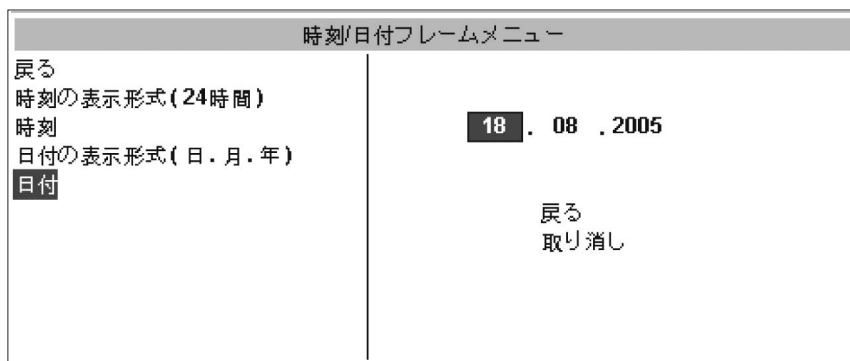 時刻/日付フレームメニュー
戻る
時刻の表示形式(24時間)
時刻
日付の表示形式(日.月.年)
日付
18 . 08 .2005
戻る
取り消し